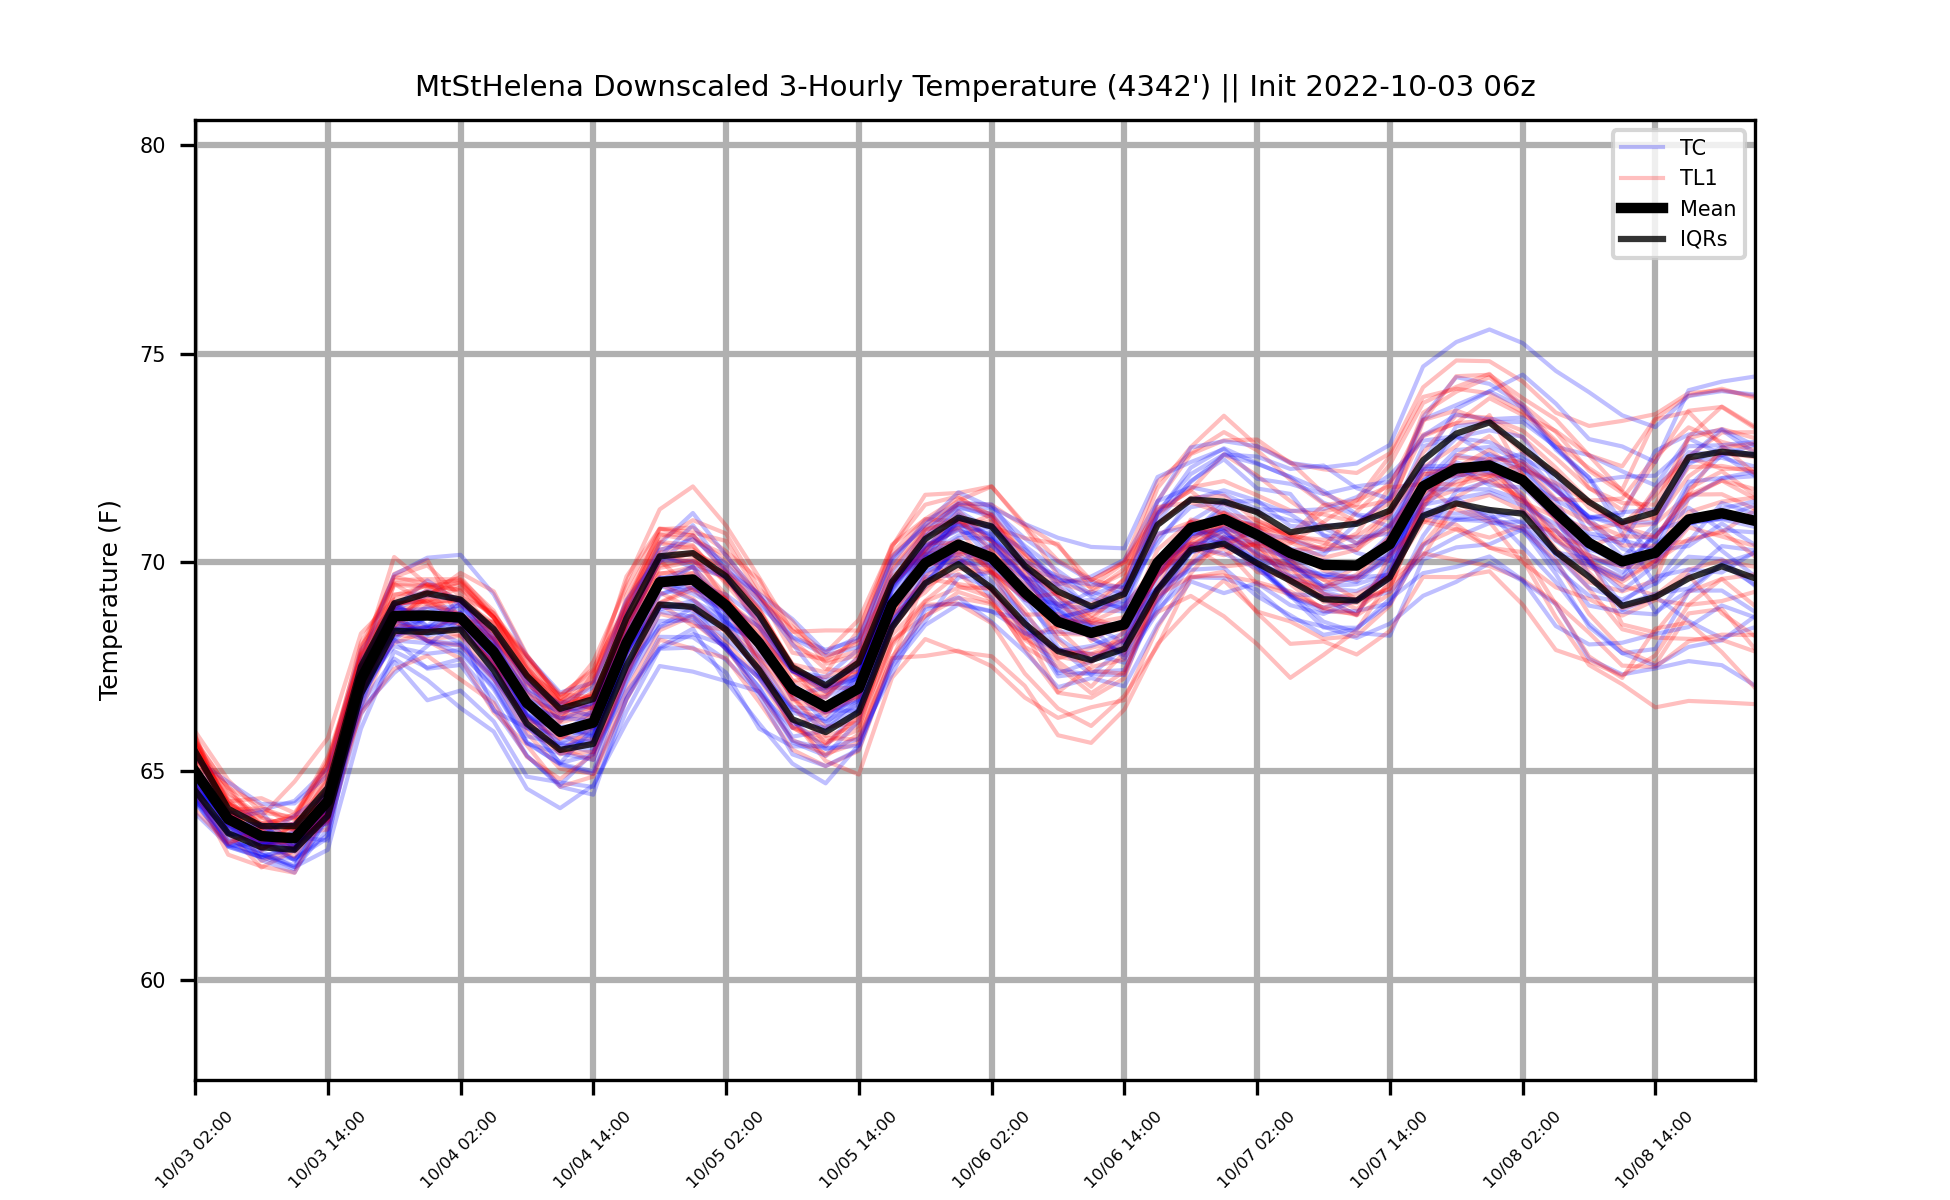 MtStHelena Downscaled 3-Hourly Temperature (4342') || Init 2022-10-03 06z
TC
TL1
Mean
IQRs
Temperature (F)
80
75
70
65
60
10/03 02:00
10/03 14:00
10/04 02:00
10/04 14:00
10/05 02:00
10/05 14:00
10/06 02:00
10/06 14:00
10/07 02:00
10/07 14:00
10/08 02:00
10/08 14:00